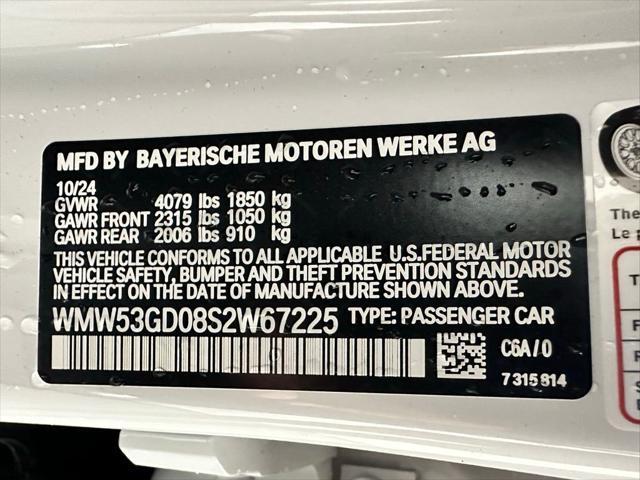 MFD BY BAYERISCHE MOTOREN WERKE AG
10/24
GVWR 4079 lbs 1850 kg
GAWR FRONT 2315 lbs 1050 kg
GAWR REAR 2006 lbs 910 kg
THIS VEHICLE CONFORMS TO ALL APPLICABLE U.S.FEDERAL MOTOR
VEHICLE SAFETY, BUMPER AND THEFT PREVENTION STANDARDS
IN EFFECT ON THE DATE OF MANUFACTURE SHOWN ABOVE.
WMW53GD08S2W67225 TYPE: PASSENGER CAR
C6A/0
7315814
The
Le